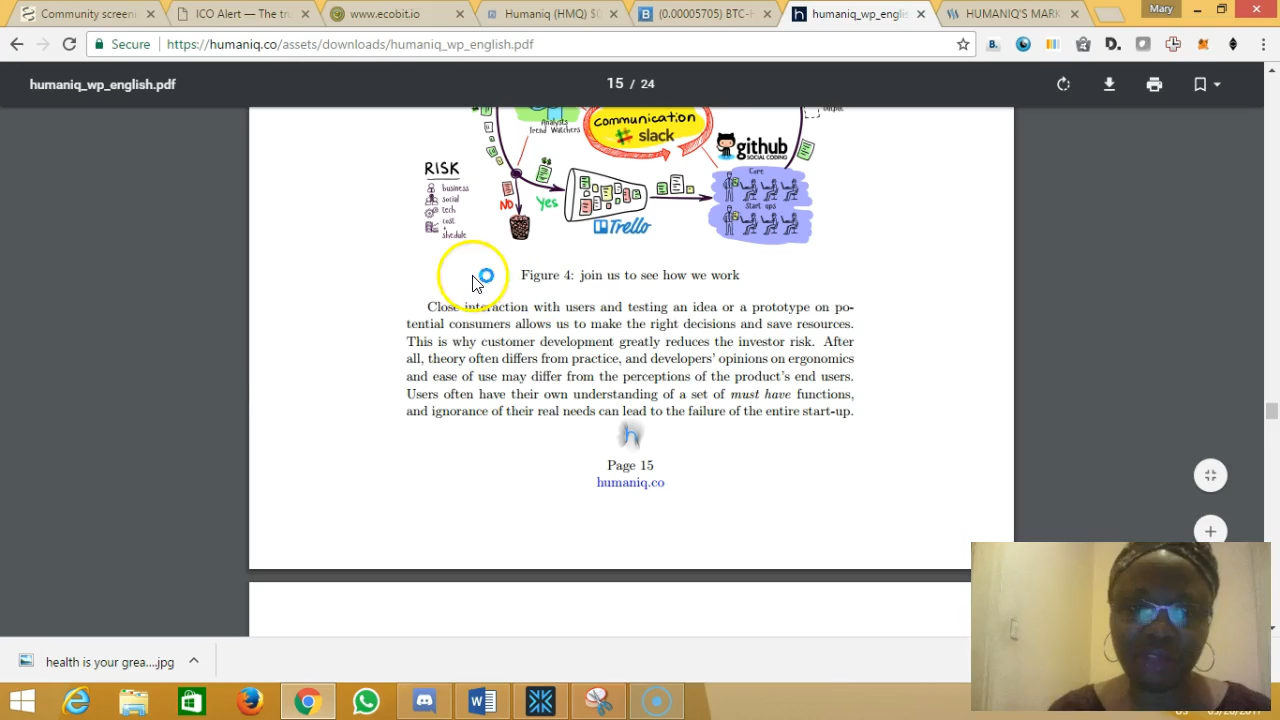 Community screeni
ICO Alert — The tru
www.ecobit.io
Humaniq (HMQ) $0
(0.00005705) BTC-H
humaniq_wp_englis
HUMANIQ'S MARK
Mary
Secure
https://humaniq.co/assets/downloads/humaniq_wp_english.pdf
humaniq_wp_english.pdf
15 / 24
Analysts
Trend Watchers
communication
slack
github
SOCIAL CODING
RISK
business
social
tech
cost
shedule
NO
Yes
Trello
Core
Start ups
Figure 4: join us to see how we work
Close interaction with users and testing an idea or a prototype on po-
tential consumers allows us to make the right decisions and save resources.
This is why customer development greatly reduces the investor risk. After
all, theory often differs from practice, and developers' opinions on ergonomics
and ease of use may differ from the perceptions of the product's end users.
Users often have their own understanding of a set of must have functions,
and ignorance of their real needs can lead to the failure of the entire start-up.
h
Page 15
humaniq.co
health is your grea....jpg